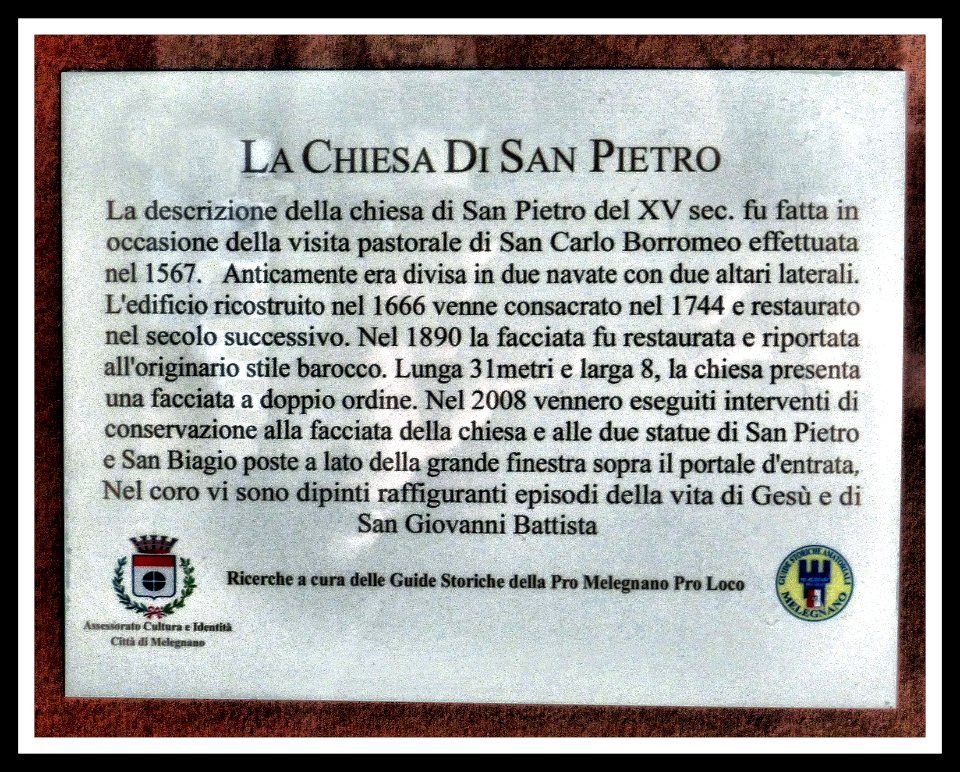 LA CHIESA DI SAN PIETRO
La descrizione della chiesa di San Pietro del XV sec. fu fatta in
occasione della visita pastorale di San Carlo Borromeo effettuata
nel 1567. Anticamente era divisa in due navate con due altari laterali.
L'edificio ricostruito nel 1666 venne consacrato nel 1744 e restaurato
nel secolo successivo. Nel 1890 la facciata fu restaurata e riportata
all'originario stile barocco. Lunga 31metri e larga 8, la chiesa presenta
una facciata a doppio ordine. Nel 2008 vennero eseguiti interventi di
conservazione alla facciata della chiesa e alle due statue di San Pietro
e San Biagio poste a lato della grande finestra sopra il portale d'entrata,
Nel coro vi sono dipinti raffiguranti episodi della vita di Gesù e di
San Giovanni Battista
Ricerche a cura delle Guide Storiche della Pro Melegnano Pro Loco
Assessorato Cultura e Identità
Città di Melegnano
GUIDE STORICHE AMATORIALI
MELEGNANO